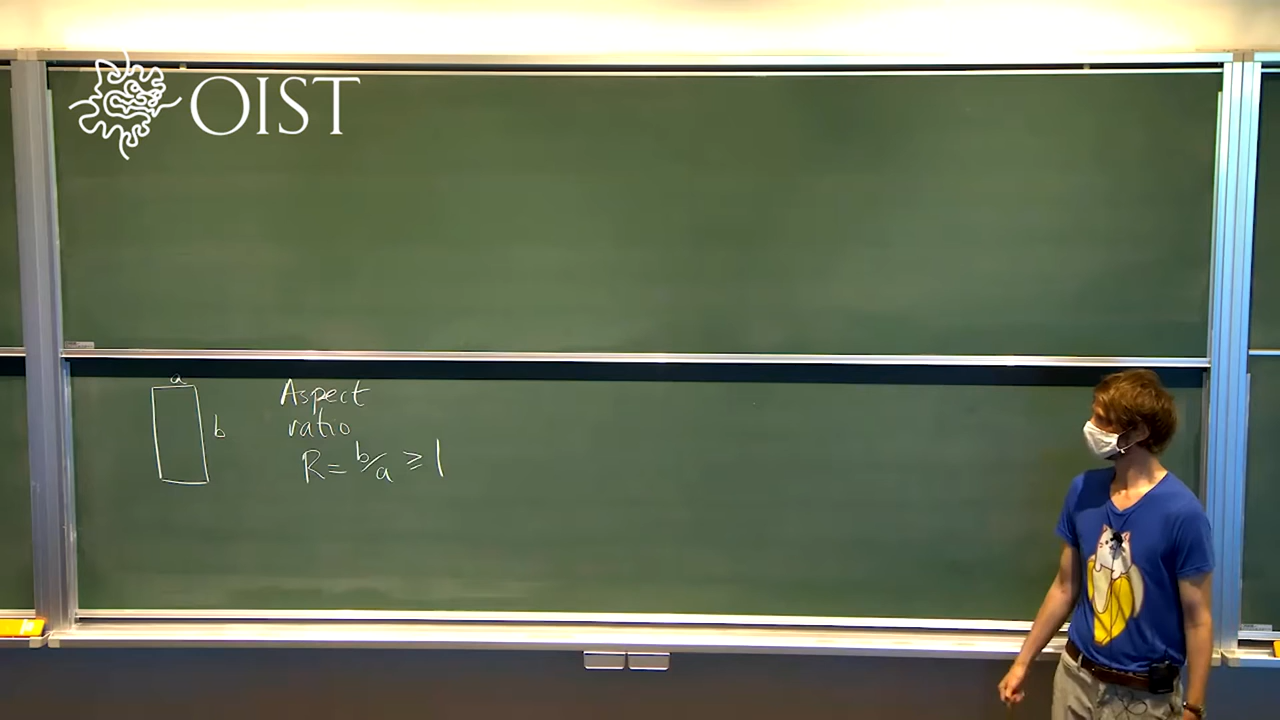 OIST
a
b
Aspect
ratio
R = b/a ≥ 1